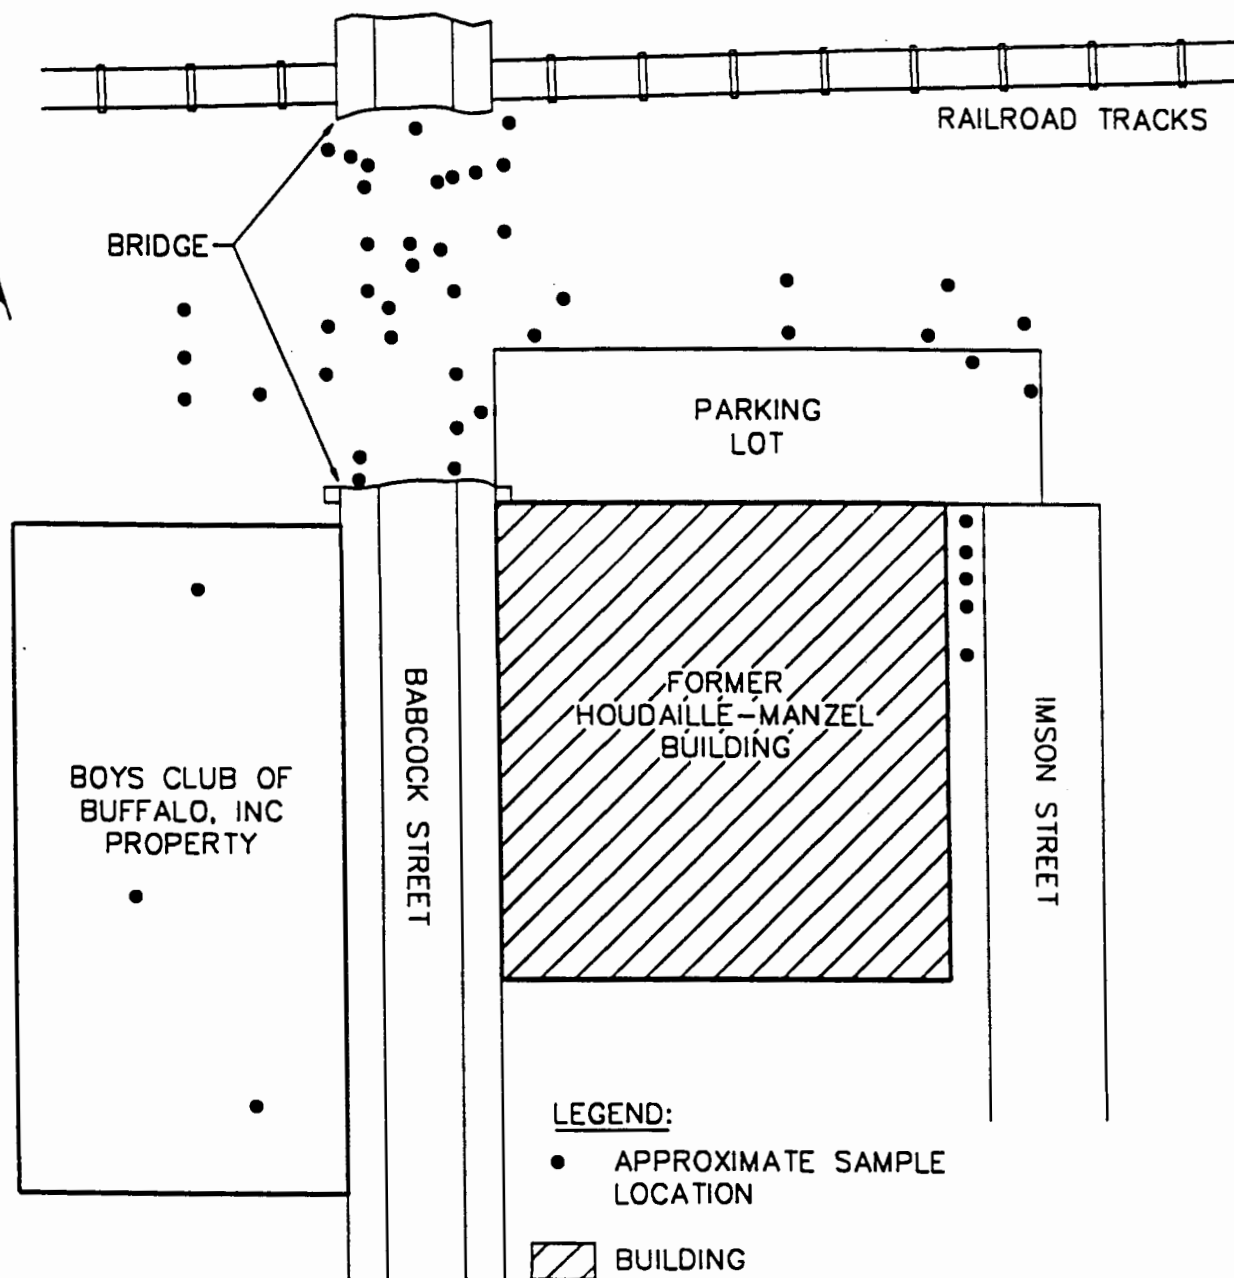 RAILROAD TRACKS
BRIDGE
PARKING
LOT
FORMER
HOUDAILLE-MANZEL
BUILDING
BABCOCK STREET
IMSON STREET
BOYS CLUB OF
BUFFALO, INC
PROPERTY
LEGEND:
APPROXIMATE SAMPLE
LOCATION
BUILDING